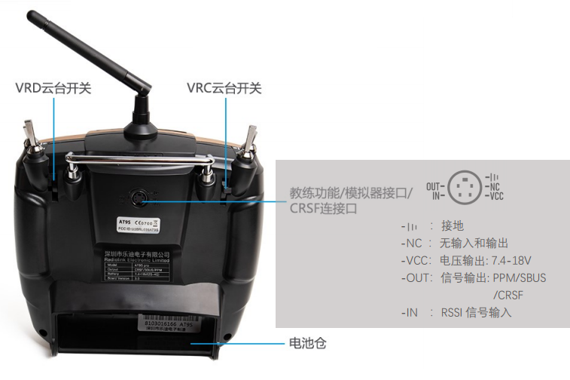 VRD云台开关
VRC云台开关
教练功能/模拟器接口/
CRSF连接口
OUT
IN
NC
VCC
- : 接地
-NC : 无输入和输出
-VCC: 电压输出: 7.4-18V
-OUT: 信号输出: PPM/SBUS
/CRSF
-IN : RSSI 信号输入
AT9S
深圳市乐迪电子有限公司
RadioLink Electronic Limited
电池仓